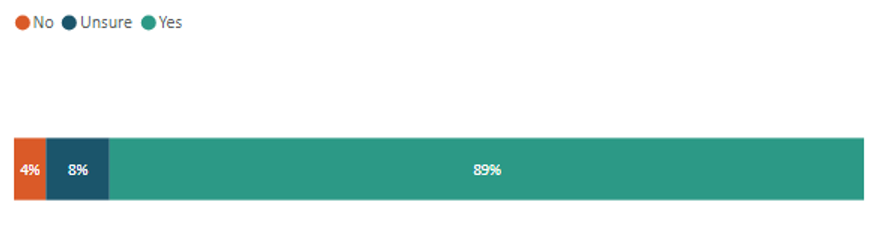 No Unsure Yes
4% 8% 89%